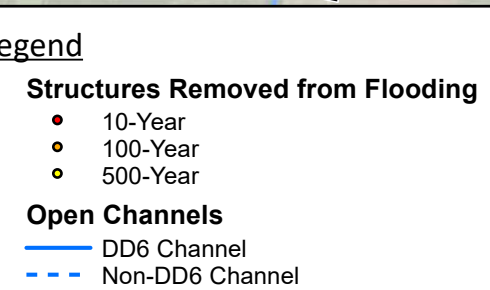 egend
Structures Removed from Flooding
10-Year
100-Year
500-Year
Open Channels
DD6 Channel
Non-DD6 Channel